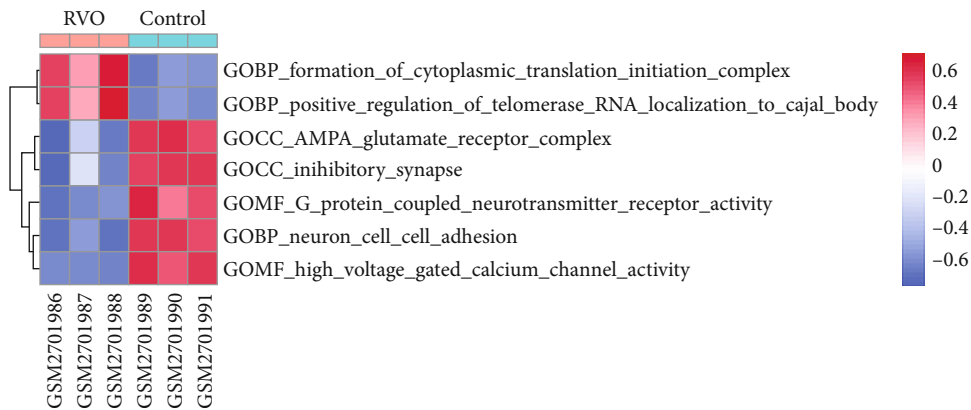 RVO Control
GOBP_formation_of_cytoplasmic_translation_initiation_complex
GOBP_positive_regulation_of_telomerase_RNA_localization_to_cajal_body
GOCC_AMPA_glutamate_receptor_complex
GOCC_inihibitory_synapse
GOMF_G_protein_coupled_neurotransmitter_receptor_activity
GOBP_neuron_cell_cell_adhesion
GOMF_high_voltage_gated_calcium_channel_activity
GSM2701986
GSM2701987
GSM2701988
GSM2701989
GSM2701990
GSM2701991
0.6
0.4
0.2
0
−0.2
−0.4
−0.6